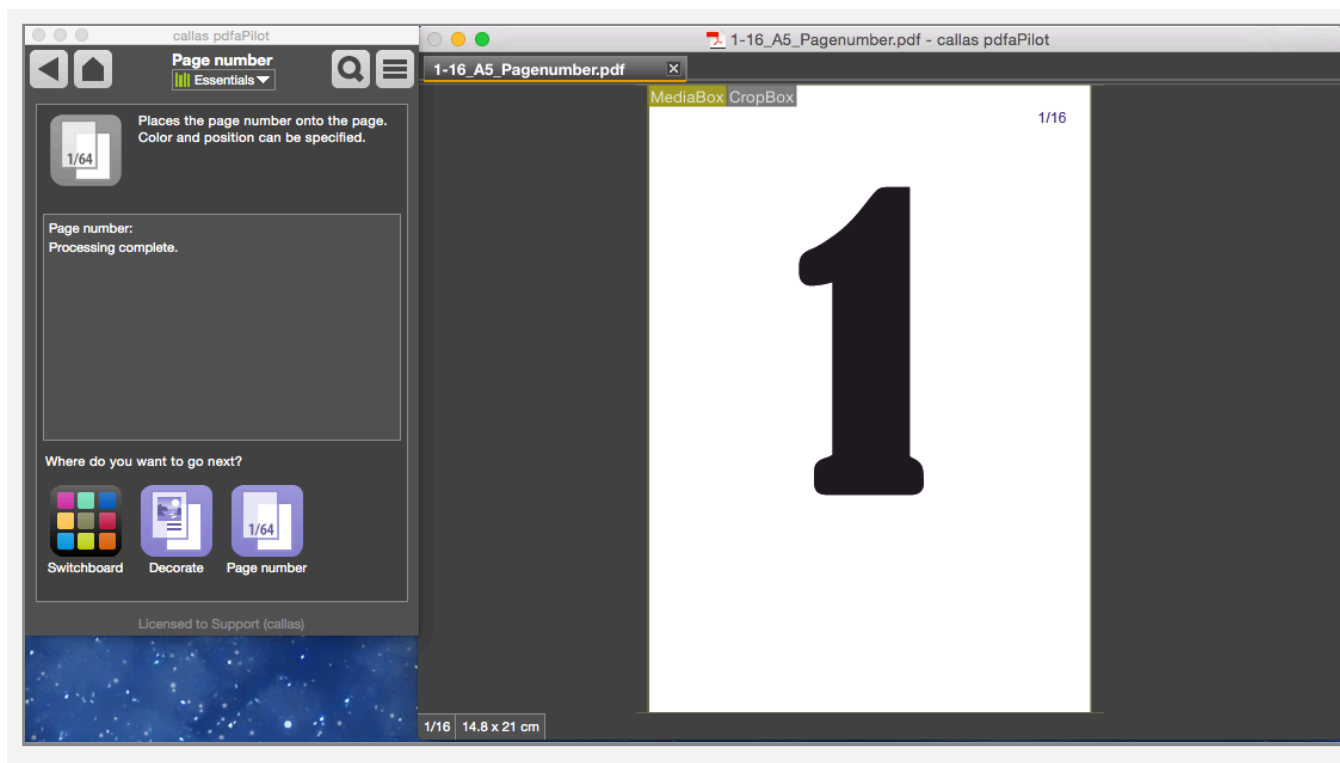 callas pdfaPilot
Page number
Essentials
1/64
Places the page number onto the page.
Color and position can be specified.
Page number:
Processing complete.
Where do you want to go next?
1/64
Switchboard
Decorate
Page number
Licensed to Support (callas)
1-16_A5_Pagenumber.pdf - callas pdfaPilot
1-16_A5_Pagenumber.pdf
MediaBox CropBox
1/16
1
1/16 14.8 x 21 cm